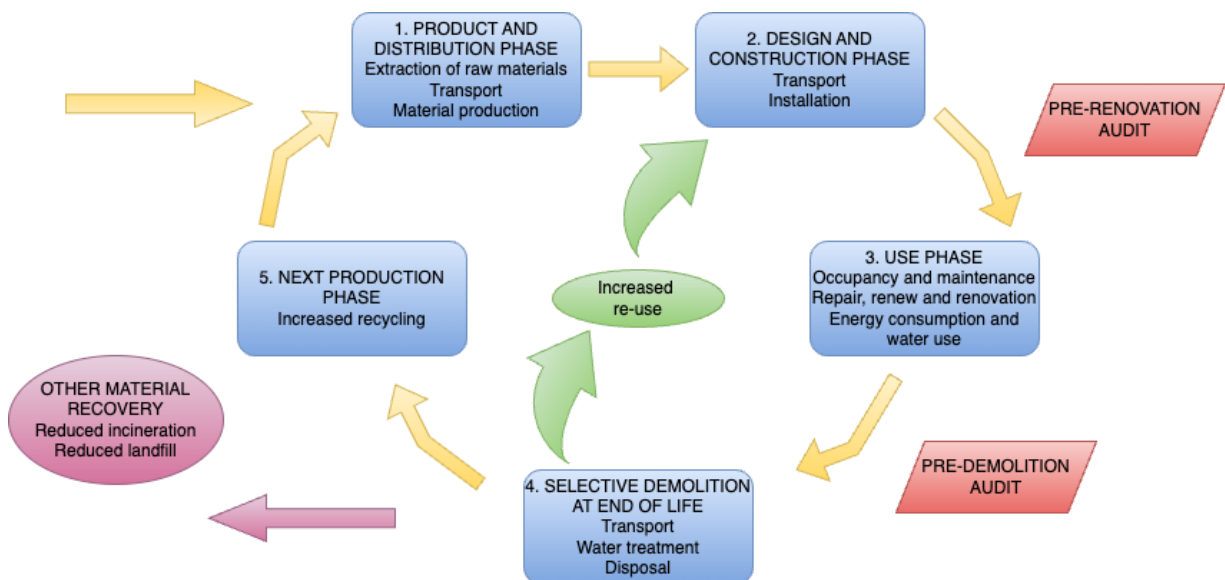 1. PRODUCT AND
DISTRIBUTION PHASE
Extraction of raw materials
Transport
Material production
2. DESIGN AND
CONSTRUCTION PHASE
Transport
Installation
PRE-RENOVATION
AUDIT
3. USE PHASE
Occupancy and maintenance
Repair, renew and renovation
Energy consumption and
water use
5. NEXT PRODUCTION
PHASE
Increased recycling
Increased
re-use
OTHER MATERIAL
RECOVERY
Reduced incineration
Reduced landfill
PRE-DEMOLITION
AUDIT
4. SELECTIVE DEMOLITION
AT END OF LIFE
Transport
Water treatment
Disposal